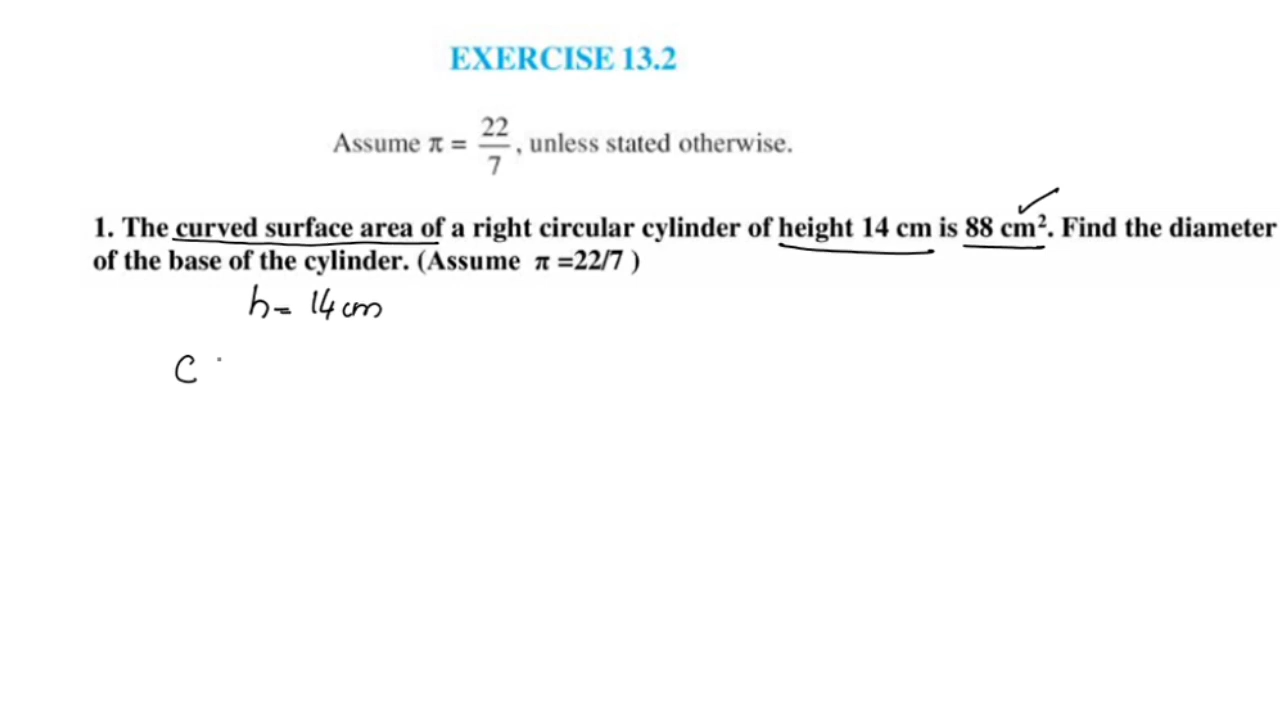 EXERCISE 13.2
Assume π = 22/7, unless stated otherwise.
1. The curved surface area of a right circular cylinder of height 14 cm is 88 cm². Find the diameter
of the base of the cylinder. (Assume π =22/7 )
h= 14 cm
C